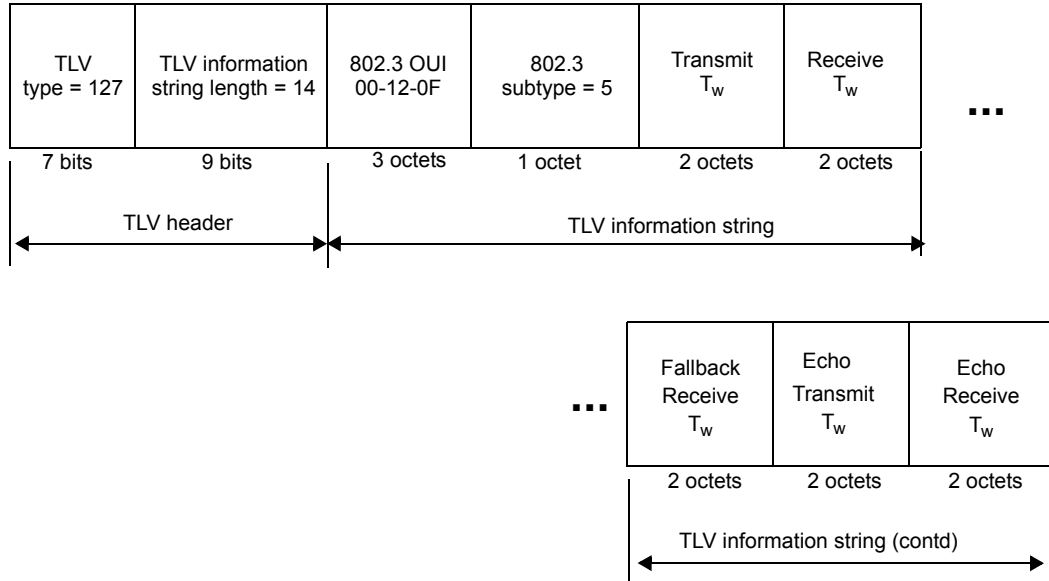 TLV
type = 127
TLV information
string length = 14
802.3 OUI
00-12-0F
802.3
subtype = 5
Transmit
Tw
Receive
Tw
...
7 bits
9 bits
3 octets
1 octet
2 octets
2 octets
TLV header
TLV information string
...
Fallback
Receive
Tw
Echo
Transmit
Tw
Echo
Receive
Tw
2 octets
2 octets
2 octets
TLV information string (contd)